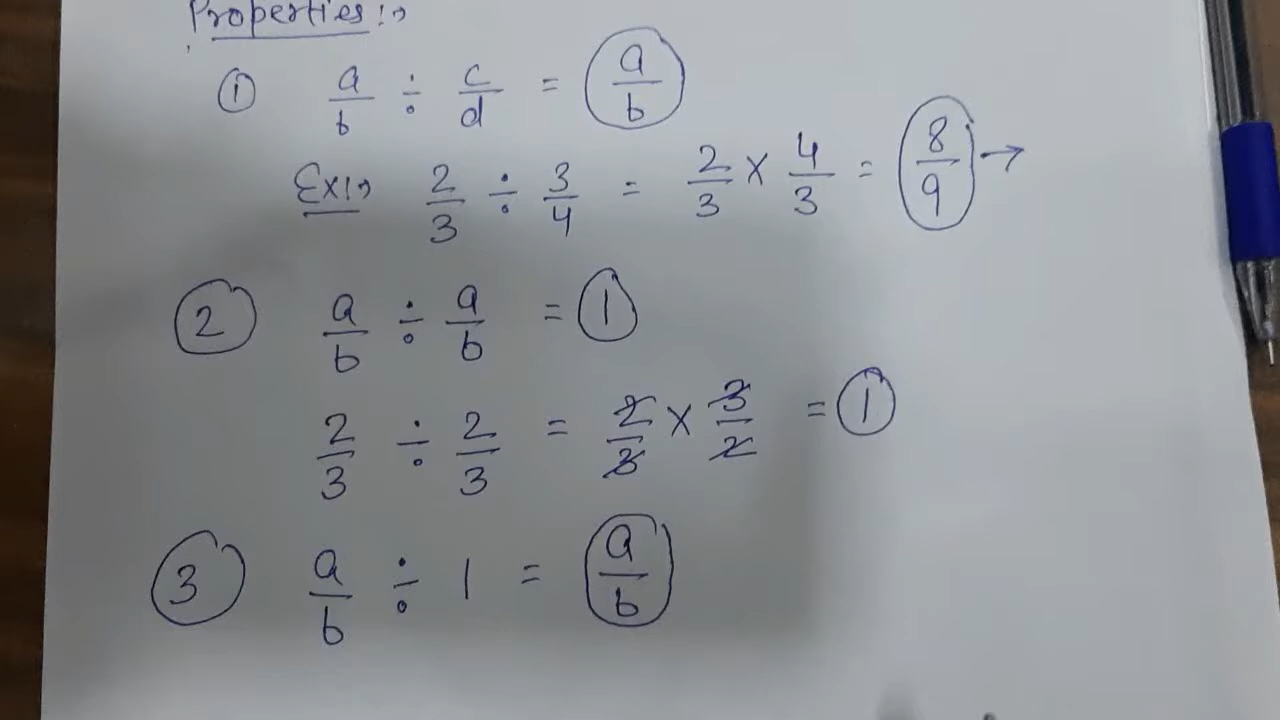 Properties:→
① a/b ÷ c/d = a/b
Ex:→ 2/3 ÷ 3/4 = 2/3 × 4/3 = 8/9 →
② a/b ÷ a/b = 1
2/3 ÷ 2/3 = 2/3 × 3/2 = 1
③ a/b ÷ 1 = a/b